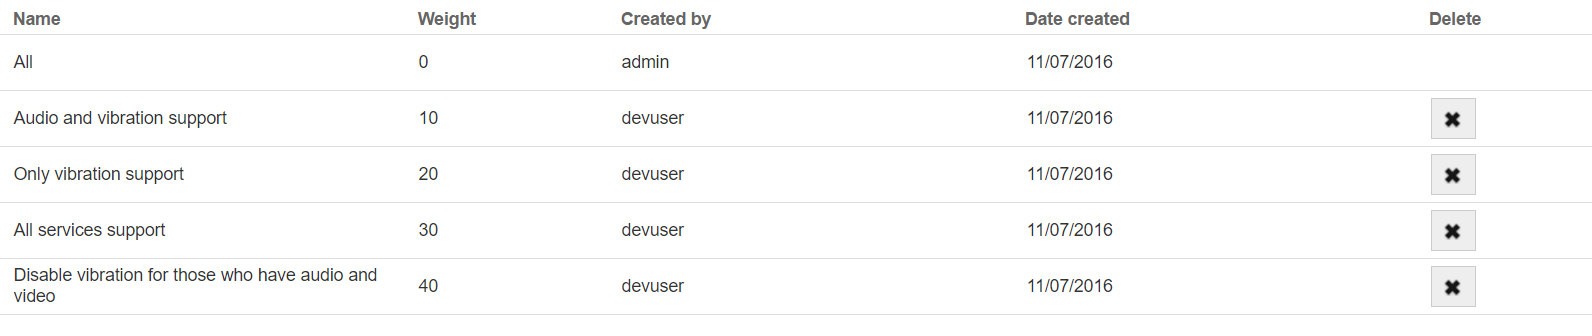 Name Weight Created by Date created Delete
All 0 admin 11/07/2016
Audio and vibration support 10 devuser 11/07/2016
Only vibration support 20 devuser 11/07/2016
All services support 30 devuser 11/07/2016
Disable vibration for those who have audio and
video 40 devuser 11/07/2016